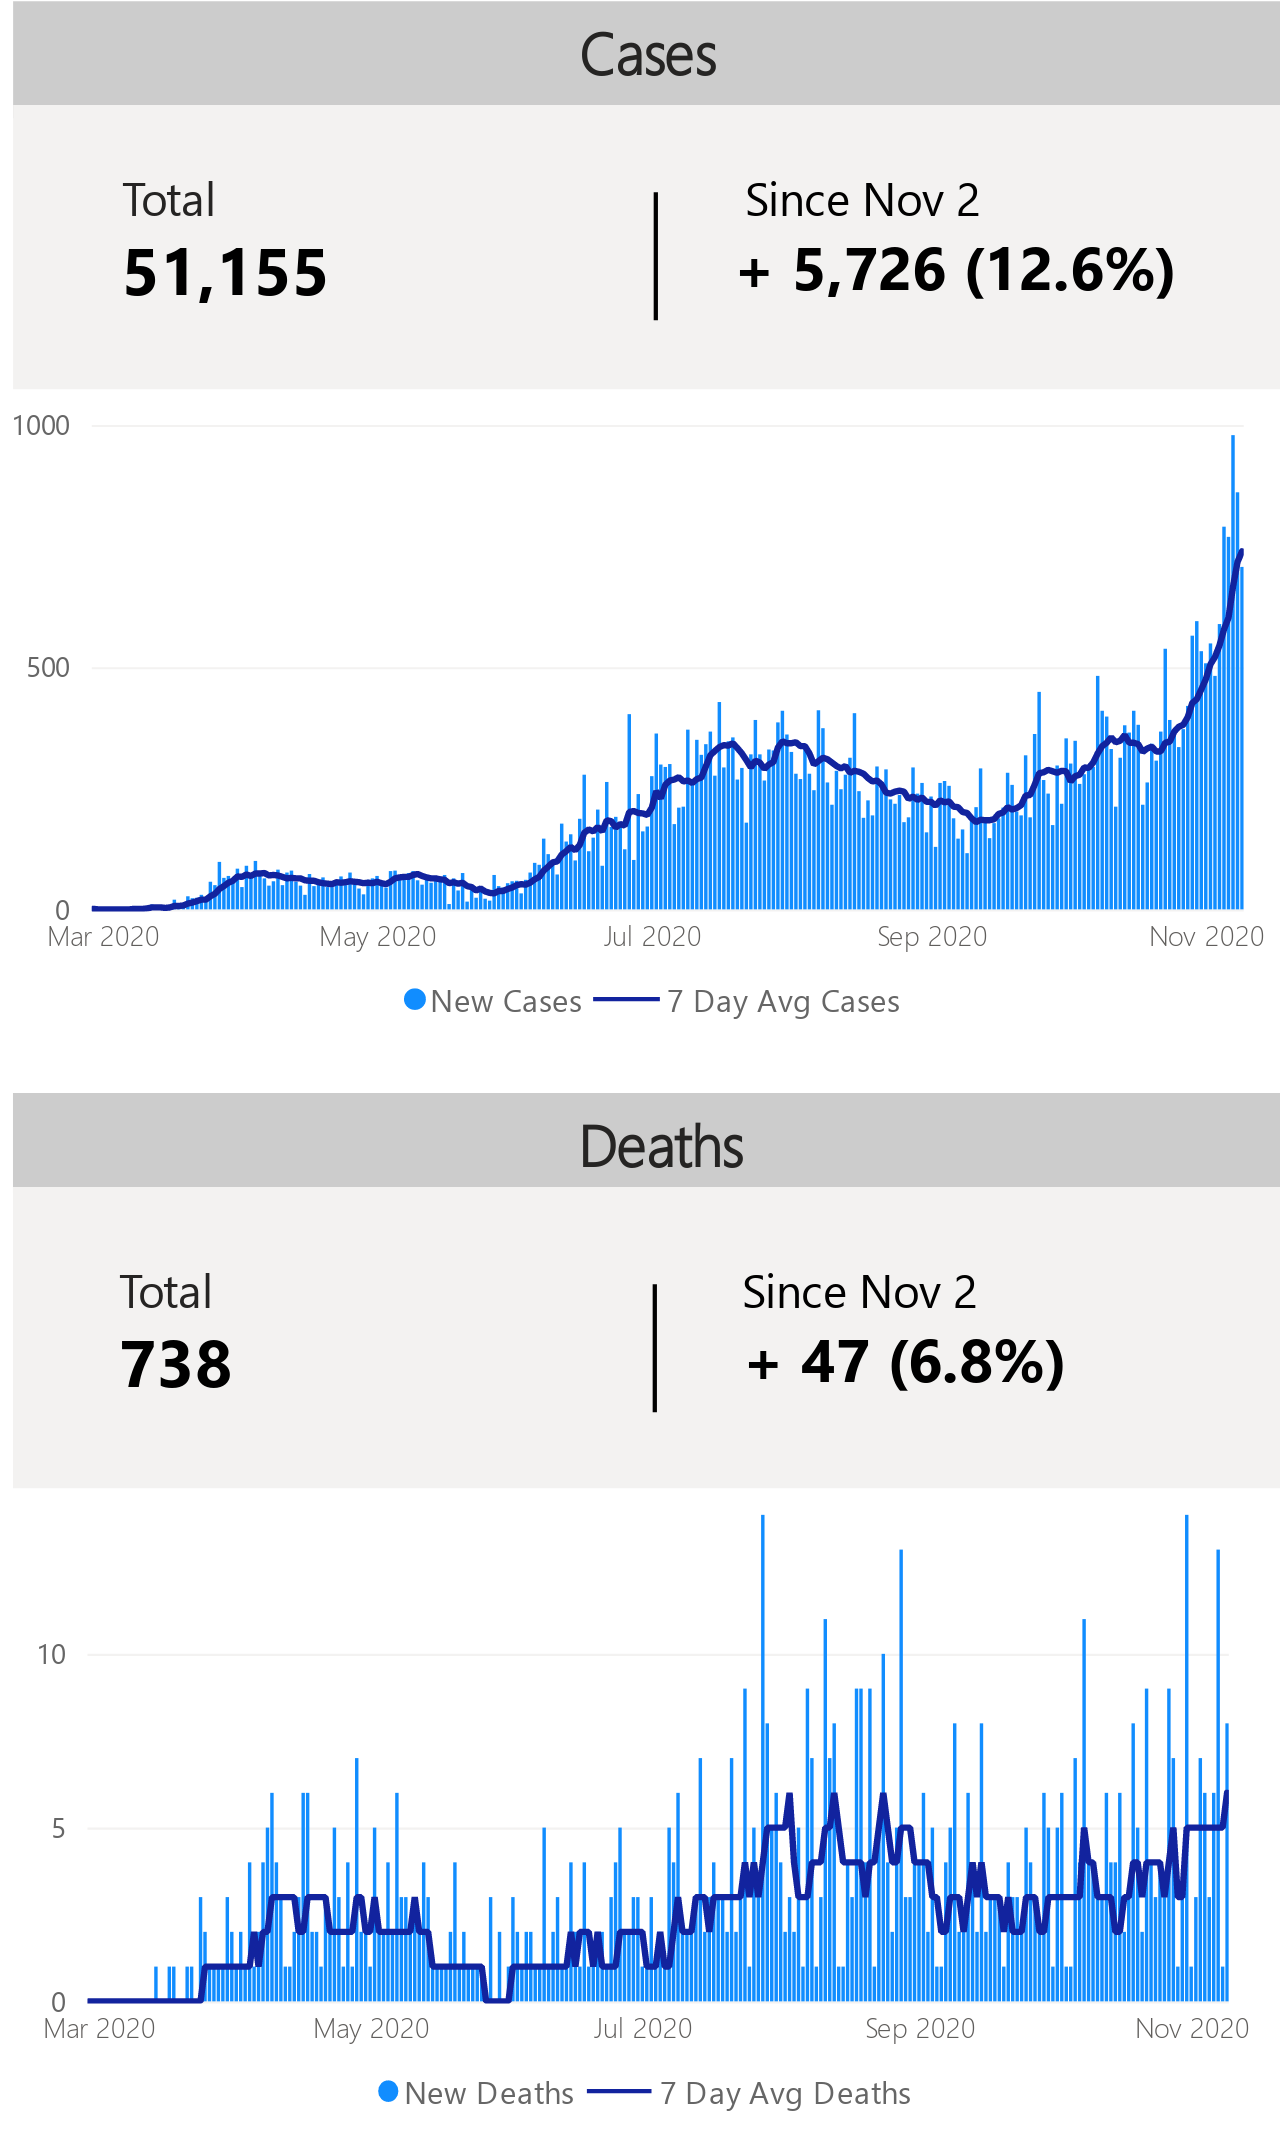 Cases
Total
Since Nov 2
51,155
+ 5,726 (12.6%)
1000
500
0
Mar 2020 May 2020 Jul 2020 Sep 2020 Nov 2020
New Cases 7 Day Avg Cases
Deaths
Total
Since Nov 2
738
+ 47 (6.8%)
10
5
0
Mar 2020 May 2020 Jul 2020 Sep 2020 Nov 2020
New Deaths 7 Day Avg Deaths